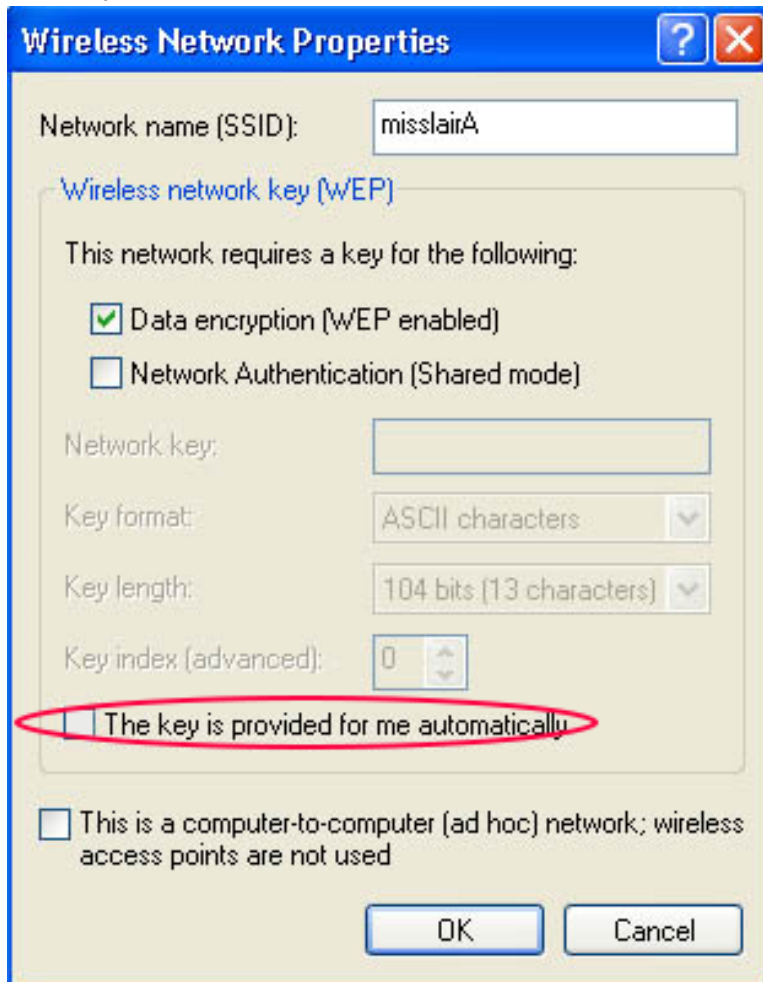 Wireless Network Properties
Network name (SSID): misslairA
Wireless network key (WEP)
This network requires a key for the following:
Data encryption (WEP enabled)
Network Authentication (Shared mode)
Network key:
Key format: ASCII characters
Key length: 104 bits (13 characters)
Key index (advanced): 0
The key is provided for me automatically
This is a computer-to-computer (ad hoc) network; wireless
access points are not used
OK Cancel